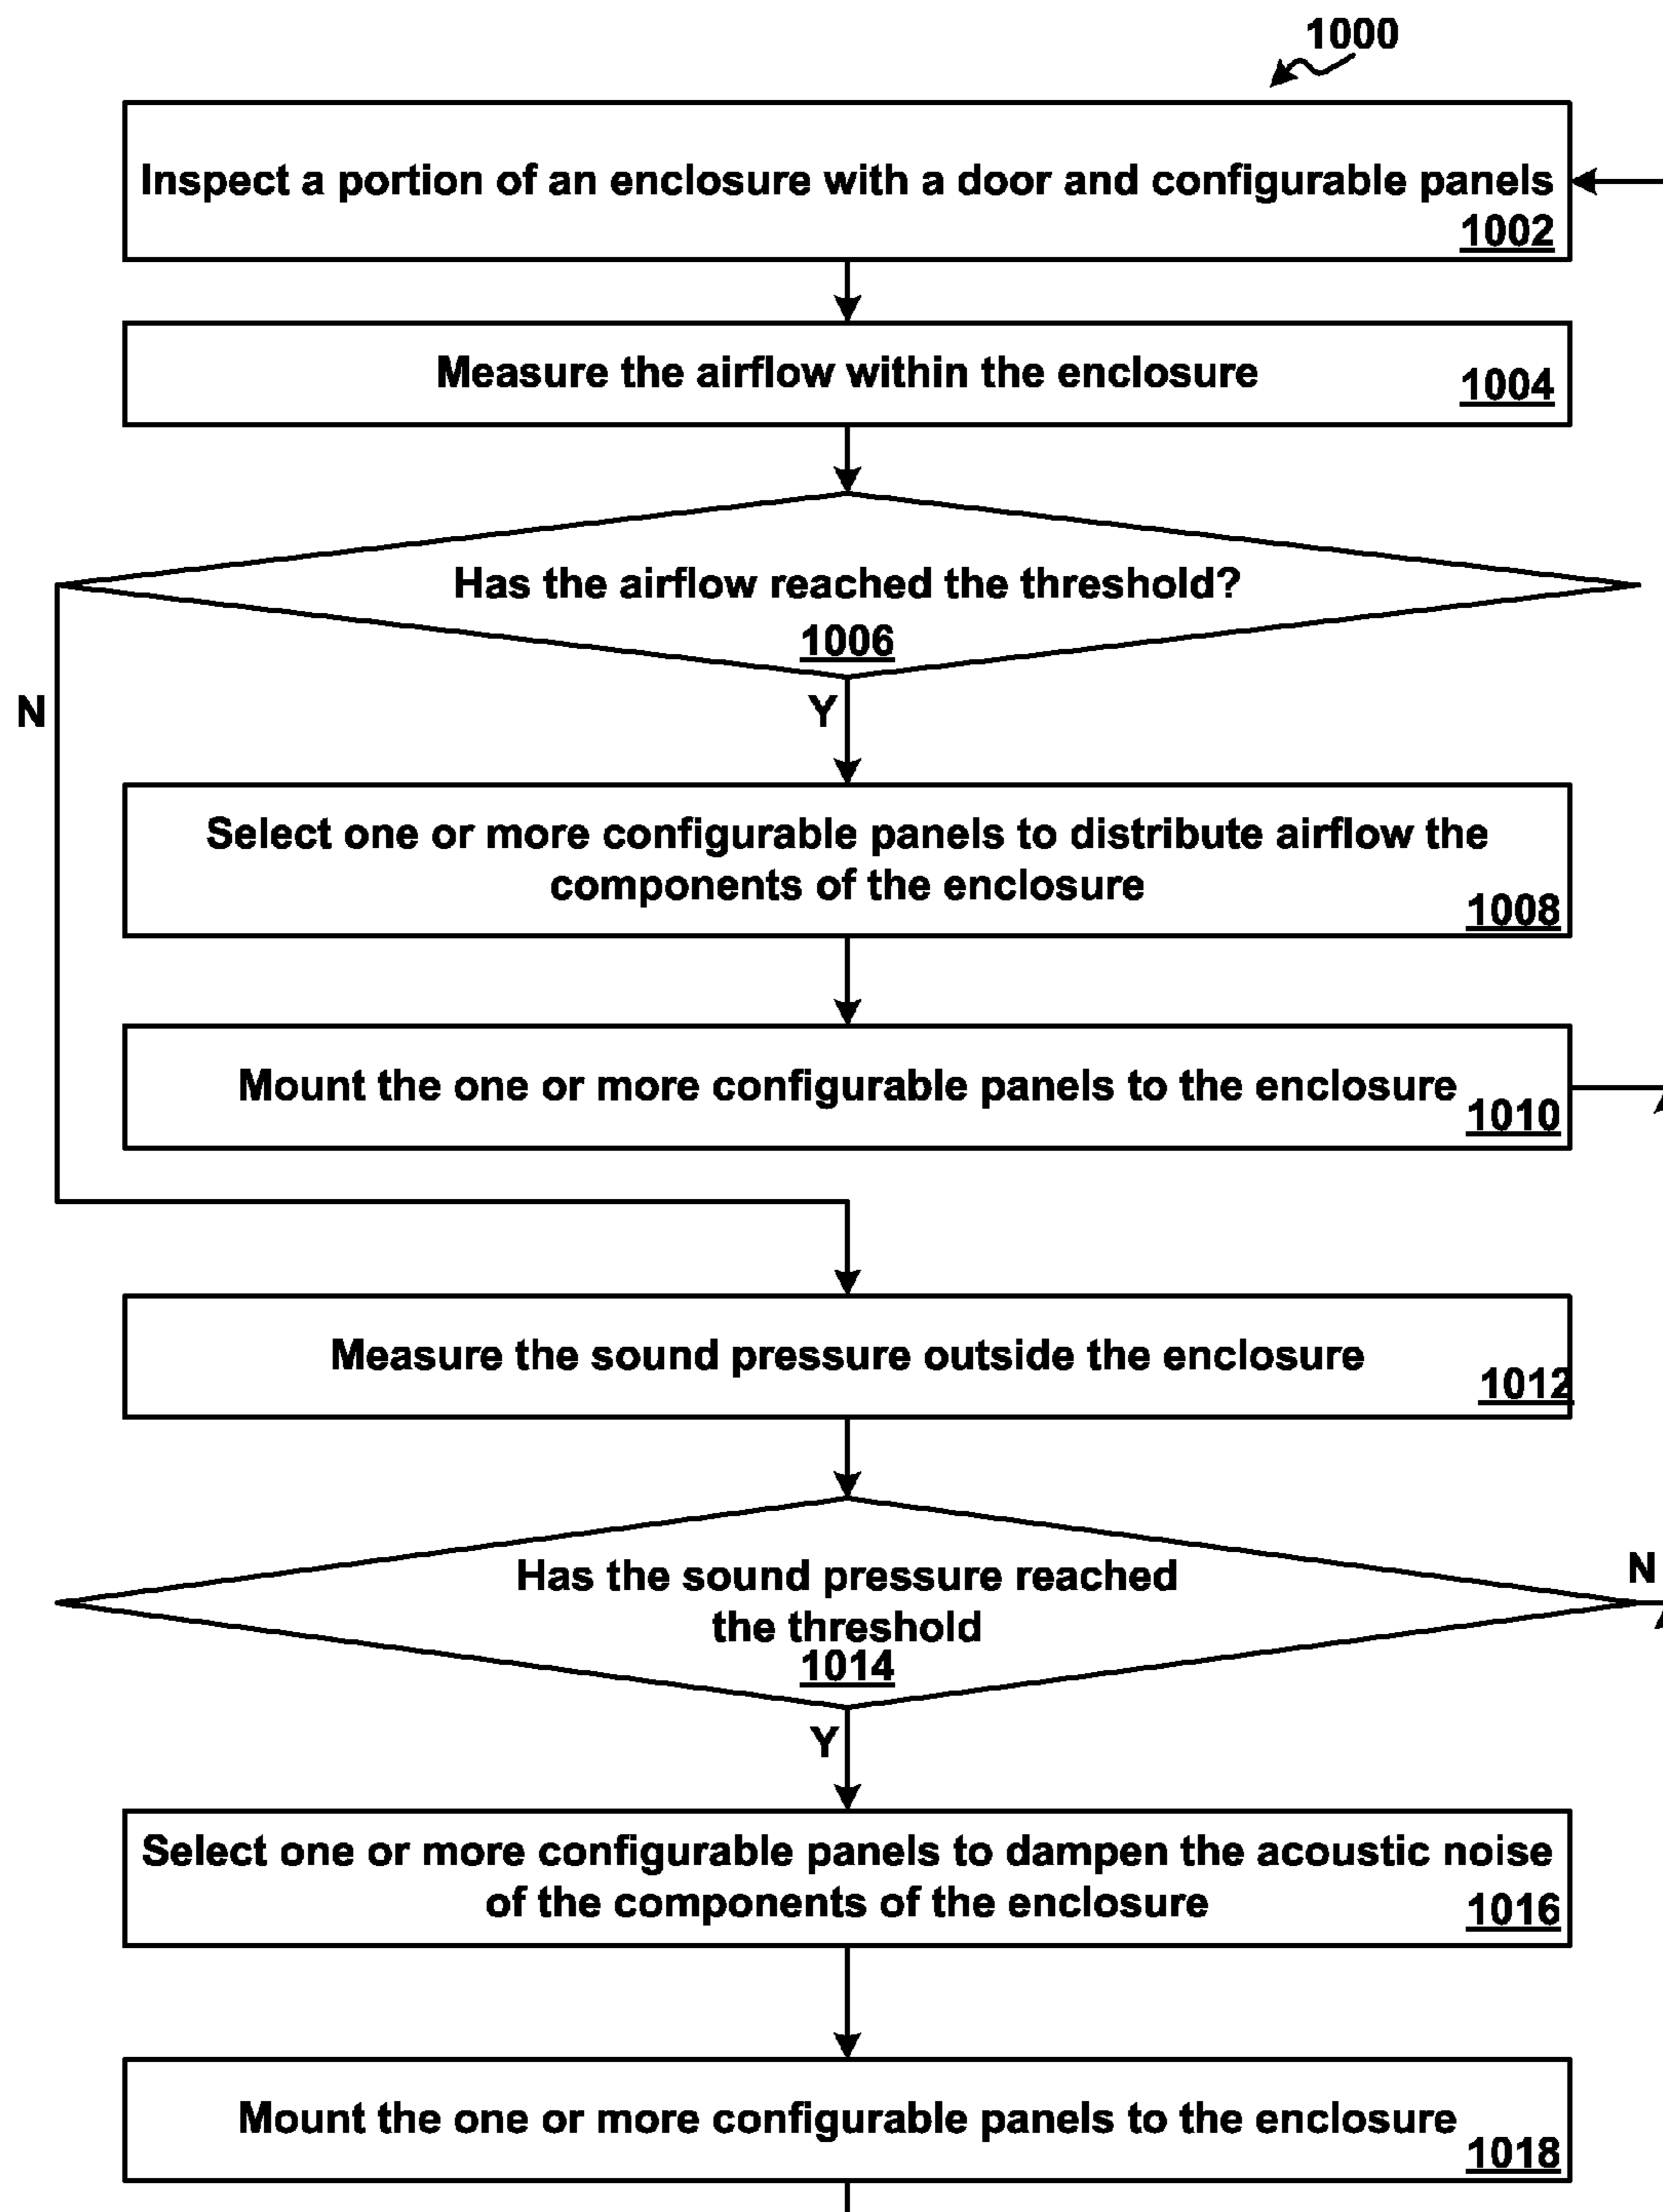 1000
Inspect a portion of an enclosure with a door and configurable panels
1002
Measure the airflow within the enclosure
1004
Has the airflow reached the threshold?
1006
N
Y
Select one or more configurable panels to distribute airflow the
components of the enclosure
1008
Mount the one or more configurable panels to the enclosure
1010
Measure the sound pressure outside the enclosure
1012
Has the sound pressure reached
the threshold
1014
N
Y
Select one or more configurable panels to dampen the acoustic noise
of the components of the enclosure
1016
Mount the one or more configurable panels to the enclosure
1018